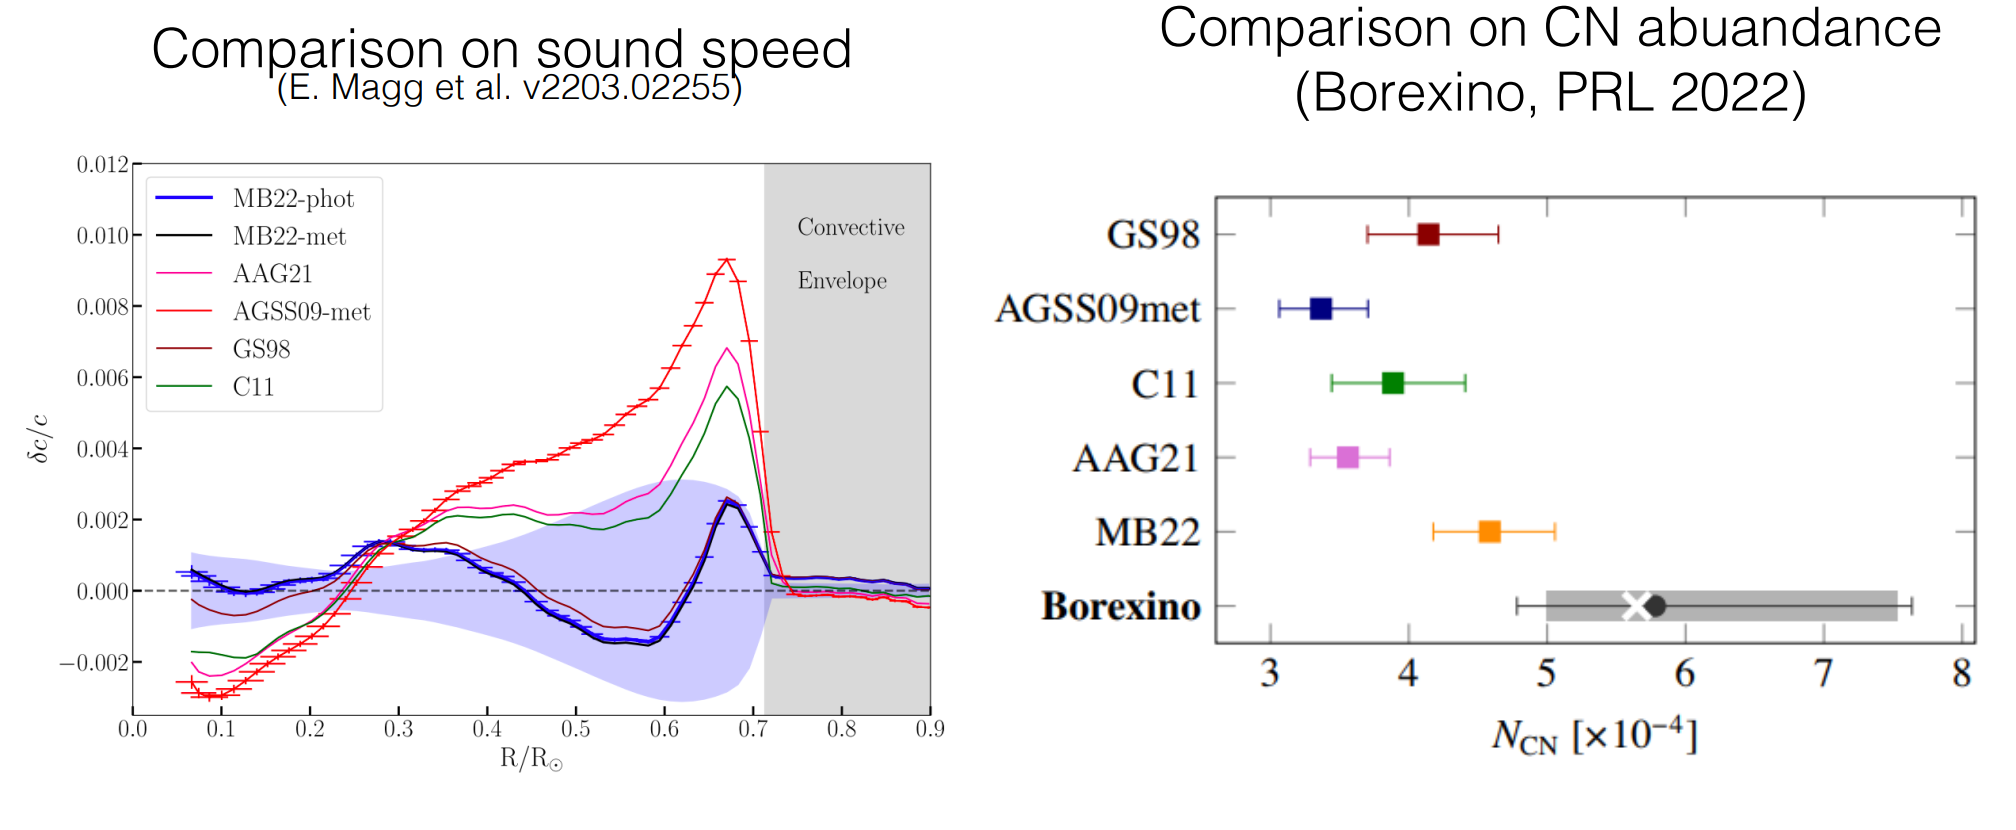 Comparison on sound speed
(E. Magg et al. v2203.02255)
0.012
0.010
0.008
0.006
0.004
0.002
0.000
−0.002
δc/c
MB22-phot
MB22-met
AAG21
AGSS09-met
GS98
C11
Convective
Envelope
0.0 0.1 0.2 0.3 0.4 0.5 0.6 0.7 0.8 0.9
R/R⊙
Comparison on CN abuandance
(Borexino, PRL 2022)
GS98
AGSS09met
C11
AAG21
MB22
Borexino
3 4 5 6 7 8
N_CN [×10⁻⁴]